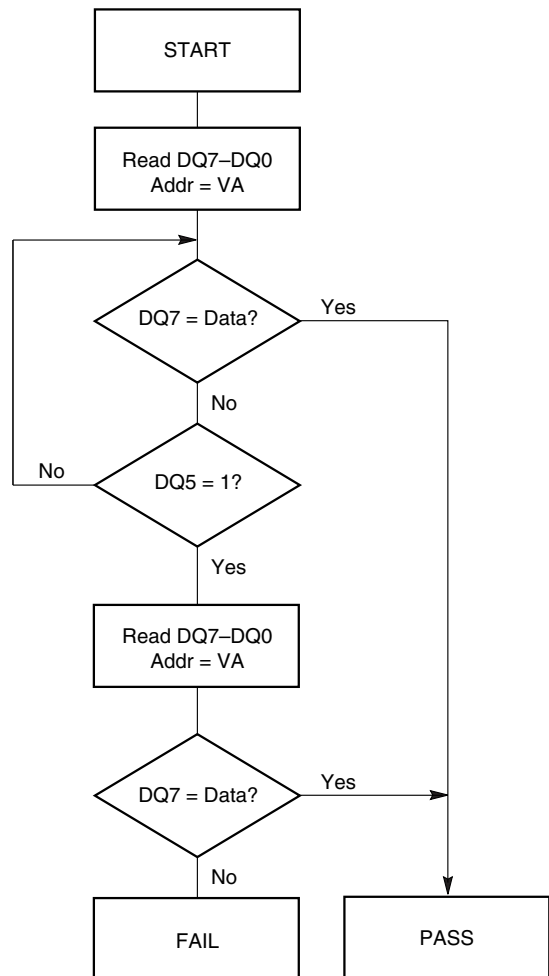 START
Read DQ7–DQ0
Addr = VA
DQ7 = Data?
Yes
No
No
DQ5 = 1?
Yes
Read DQ7–DQ0
Addr = VA
DQ7 = Data?
Yes
No
FAIL
PASS